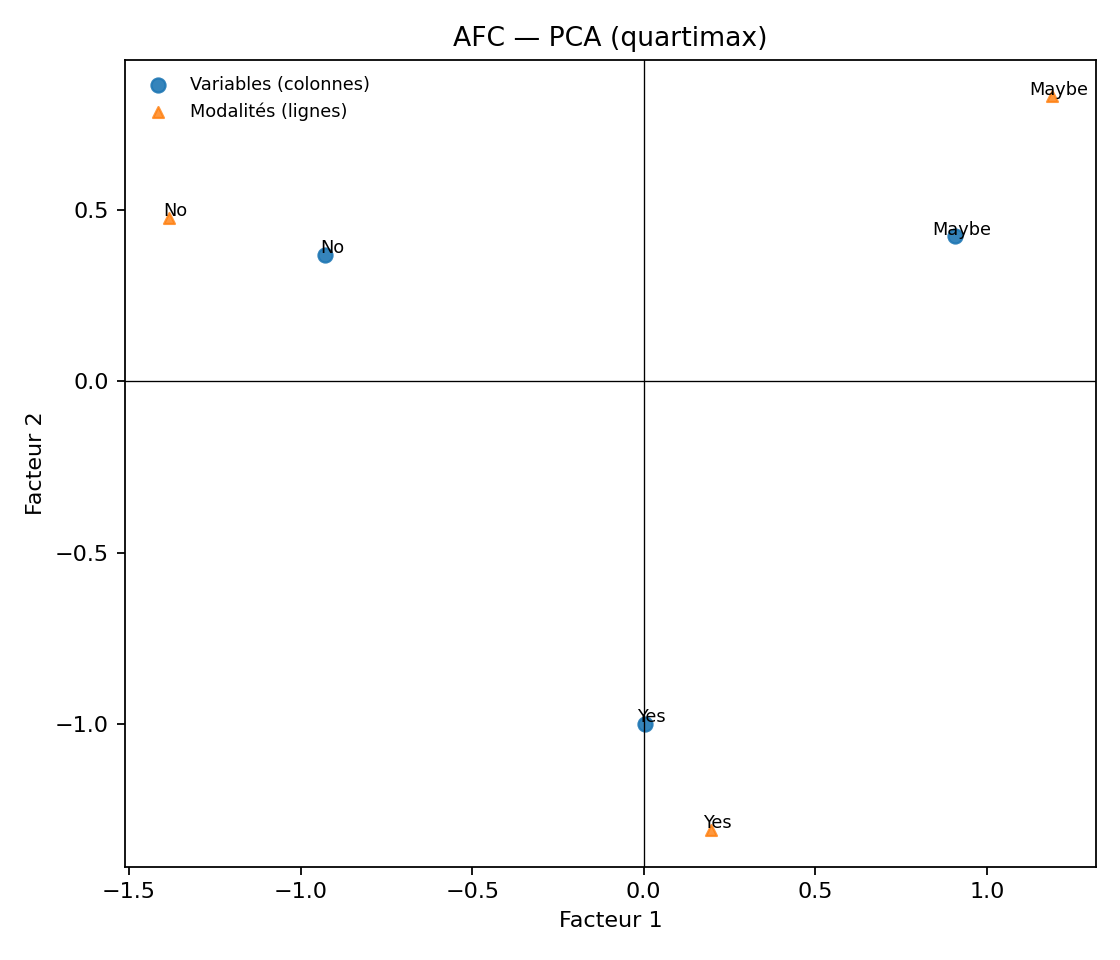 AFC — PCA (quartimax)
Variables (colonnes)
Modalités (lignes)
Maybe
No
No
Maybe
Yes
Yes
0.5
0.0
−0.5
−1.0
Facteur 2
−1.5
−1.0
−0.5
0.0
0.5
1.0
Facteur 1